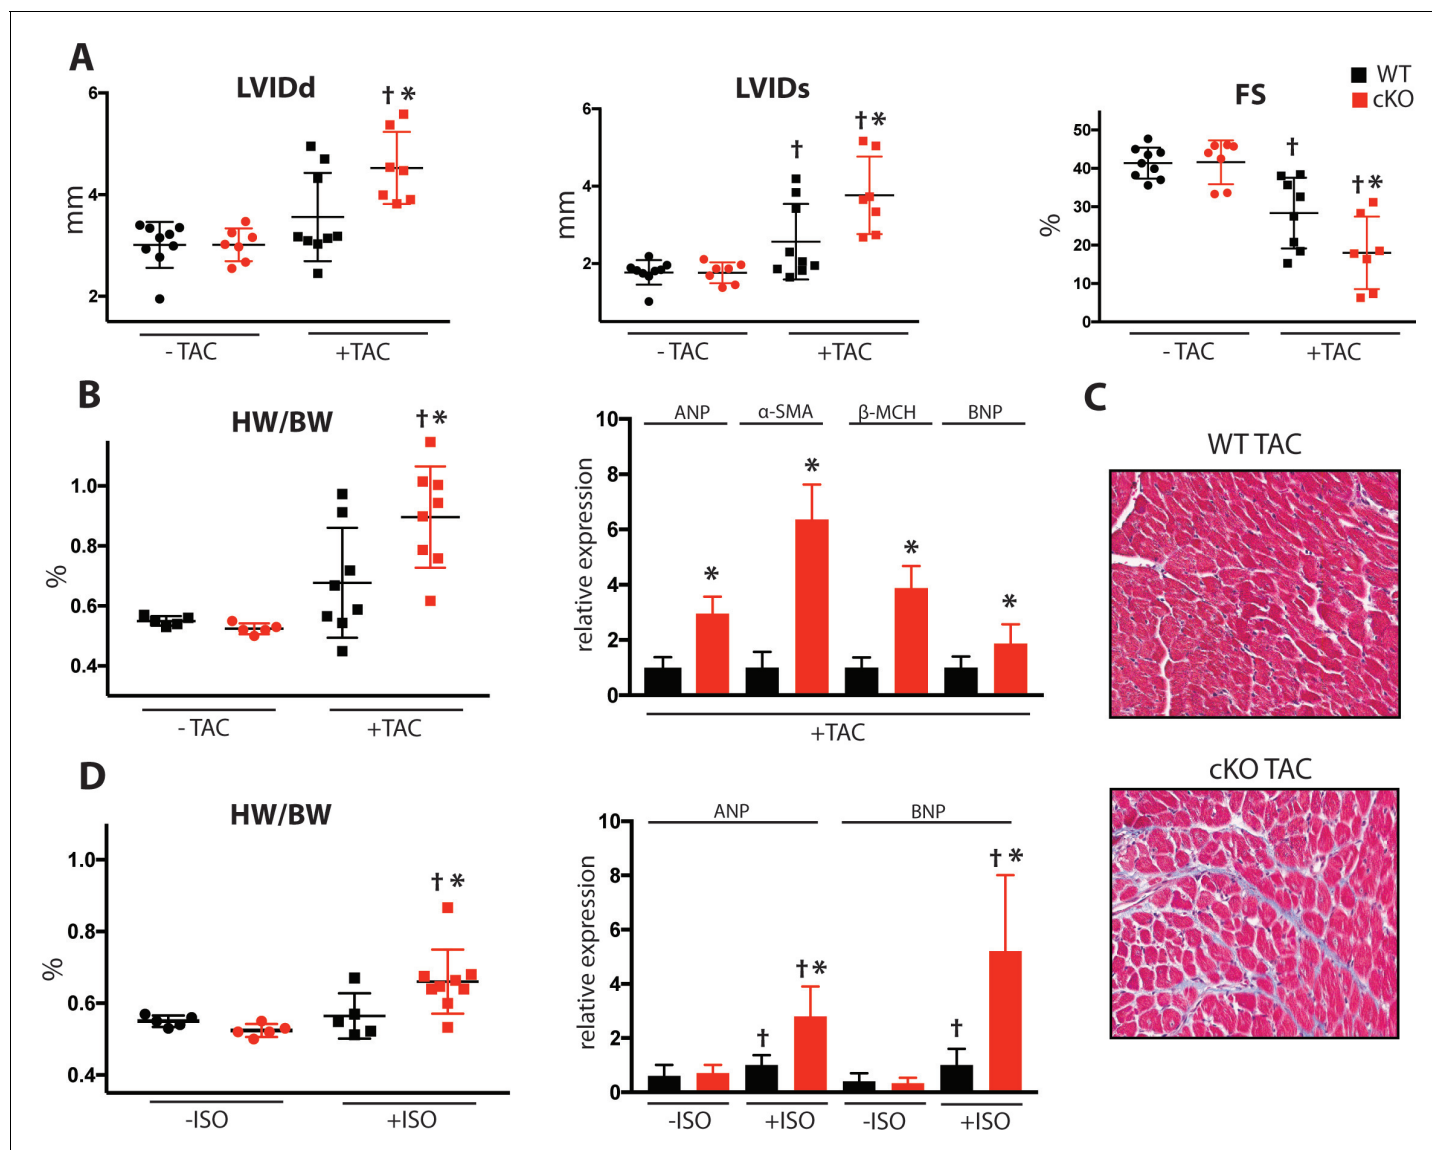 A
LVIDd
† *
6
4
2
mm
- TAC
+TAC
LVIDs
†
† *
6
4
2
mm
- TAC
+TAC
FS
WT
cKO
†
† *
50
40
30
20
10
0
%
- TAC
+TAC
B
HW/BW
† *
1.0
0.8
0.6
0.4
%
- TAC
+TAC
ANP α-SMA β-MCH BNP
10
8
6
4
2
0
relative expression
* * * *
+TAC
C
WT TAC
cKO TAC
D
HW/BW
† *
1.0
0.8
0.6
0.4
%
-ISO
+ISO
ANP BNP
10
8
6
4
2
0
relative expression
† † * † † *
-ISO +ISO -ISO +ISO